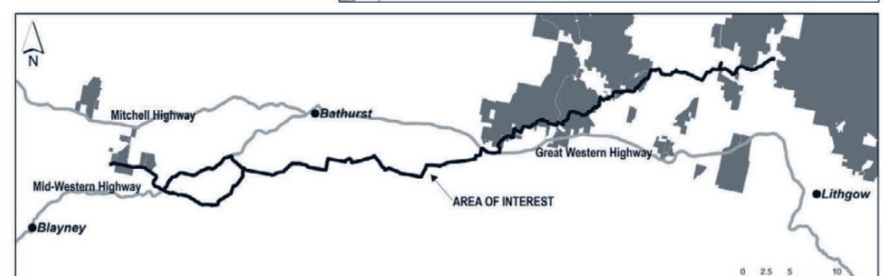 N
Mitchell Highway
Bathurst
Great Western Highway
Mid-Western Highway
Lithgow
AREA OF INTEREST
Blayney
0 2.5 5 10